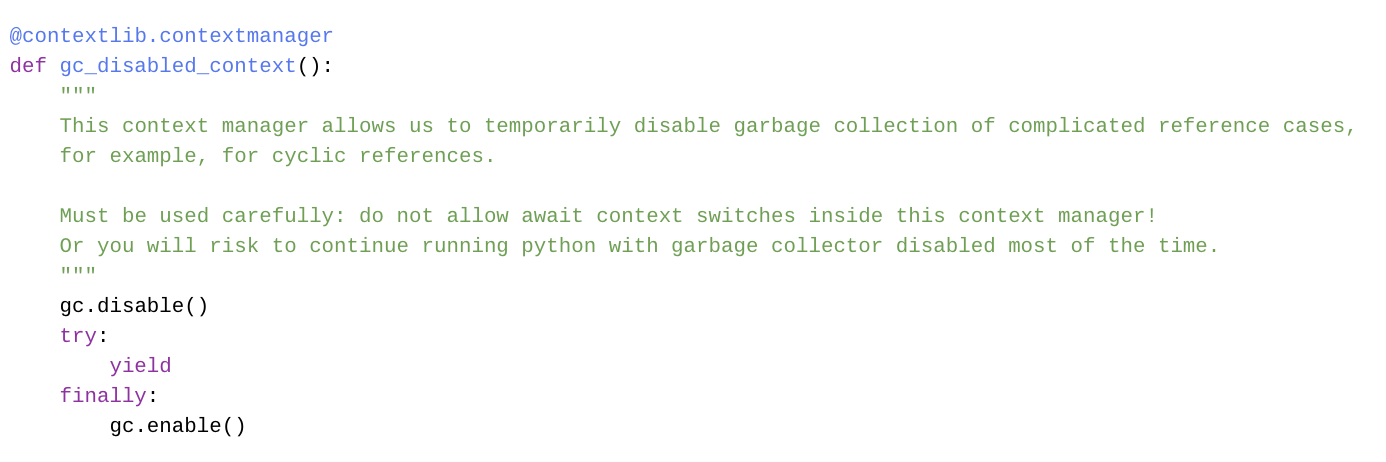 @contextlib.contextmanager
def gc_disabled_context():
    """
    This context manager allows us to temporarily disable garbage collection of complicated reference cases,
    for example, for cyclic references.

    Must be used carefully: do not allow await context switches inside this context manager!
    Or you will risk to continue running python with garbage collector disabled most of the time.
    """
    gc.disable()
    try:
        yield
    finally:
        gc.enable()